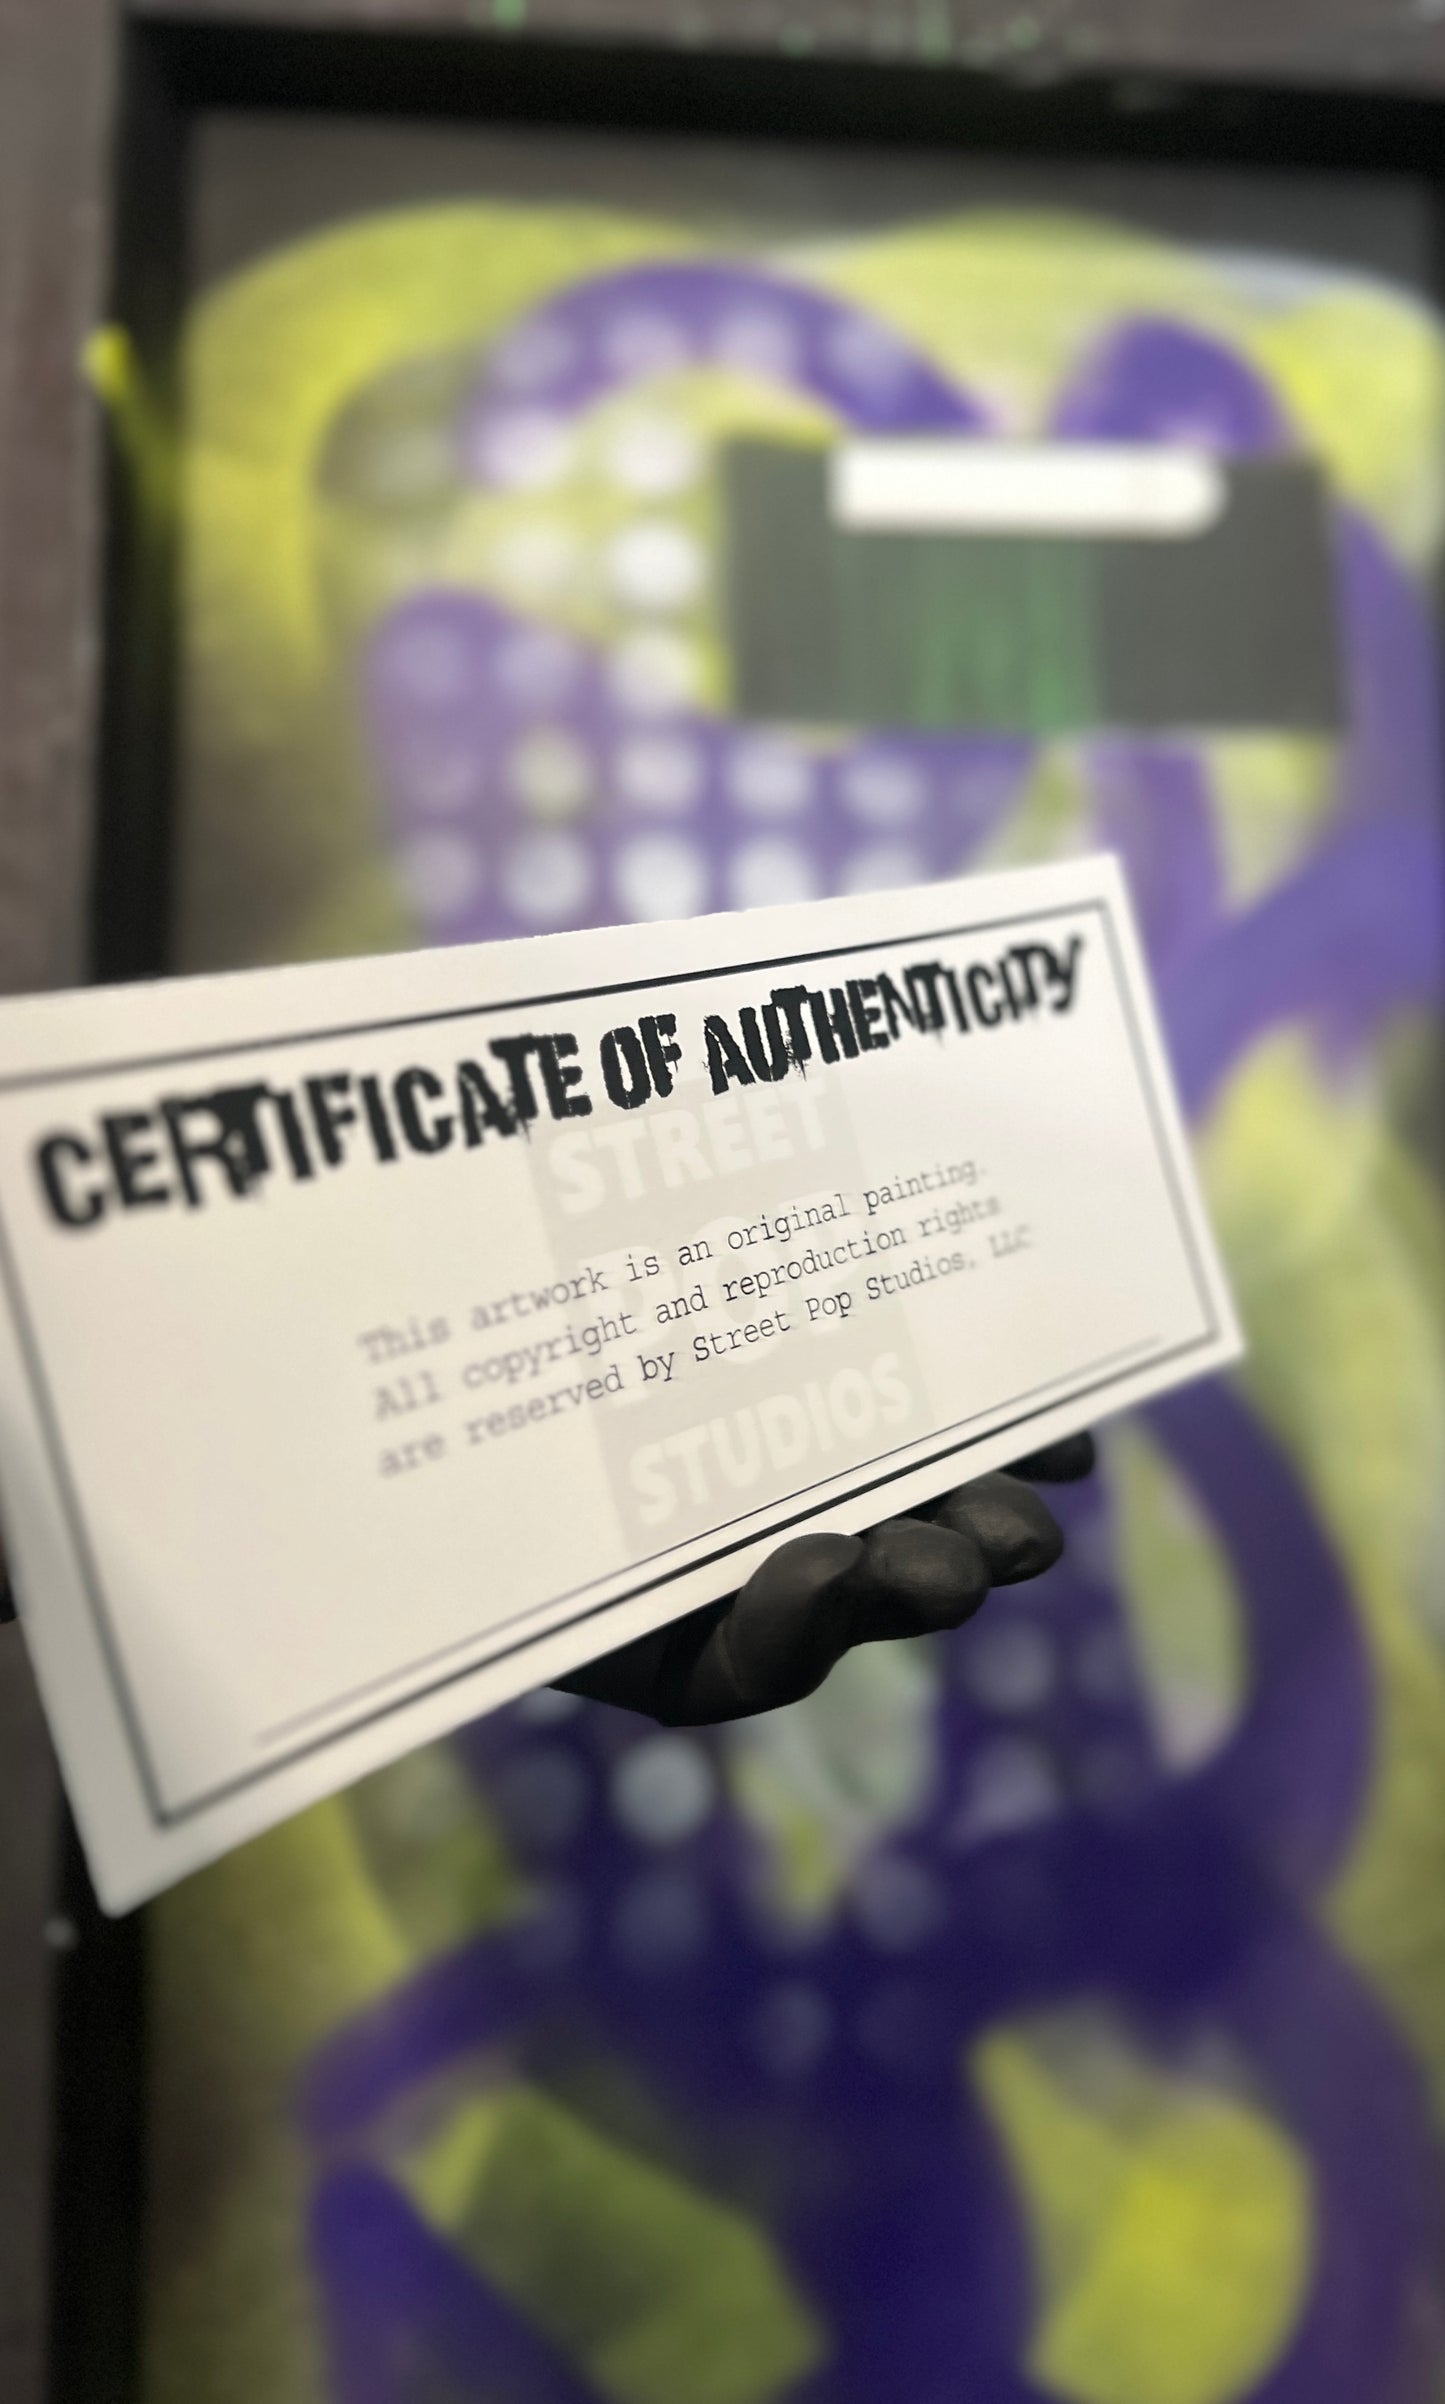 CERTIFICATE OF AUTHENTICITY
STREET
POP
STUDIOS
This artwork is an original painting.
All copyright and reproduction rights
are reserved by Street Pop Studios, LLC